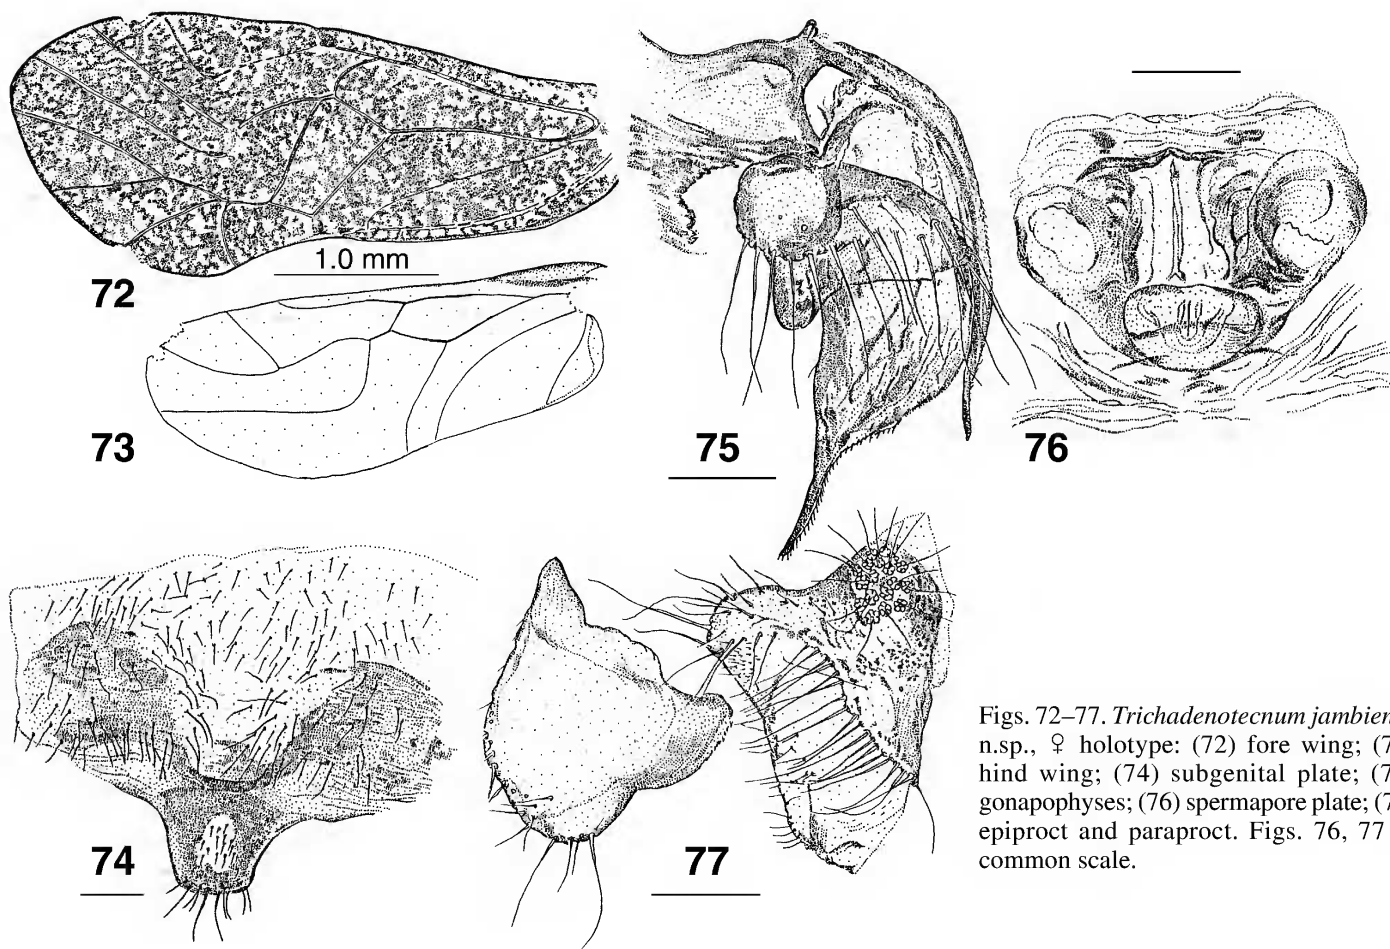 72
1.0 mm
73
75
76
74
77
Figs. 72–77. Trichadenotecnum jambien
n.sp., ♀ holotype: (72) fore wing; (7
hind wing; (74) subgenital plate; (7
gonapophyses; (76) spermapore plate; (7
epiproct and paraproct. Figs. 76, 77
common scale.